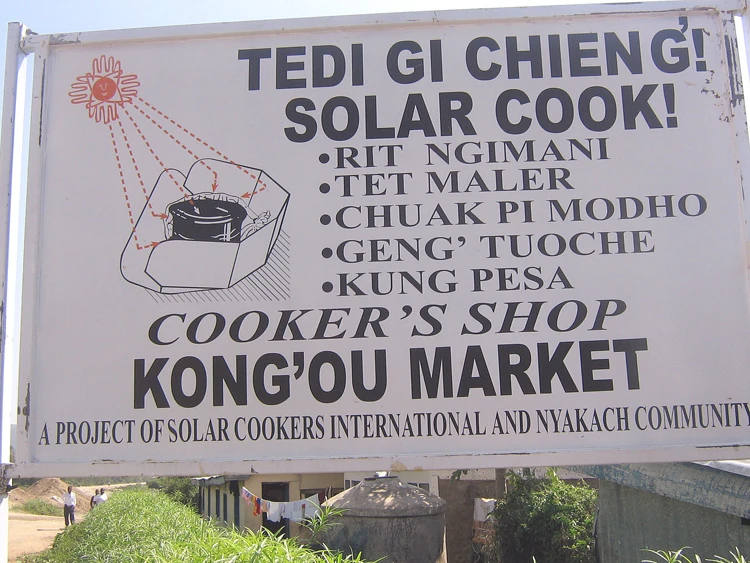 TEDI GI CHIENG'!
SOLAR COOK!
•RIT NGIMANI
•TET MALER
•CHUAK PI MODHO
•GENG' TUOCHE
•KUNG PESA
COOKER'S SHOP
KONG'OU MARKET
A PROJECT OF SOLAR COOKERS INTERNATIONAL AND NYAKACH COMMUNITY